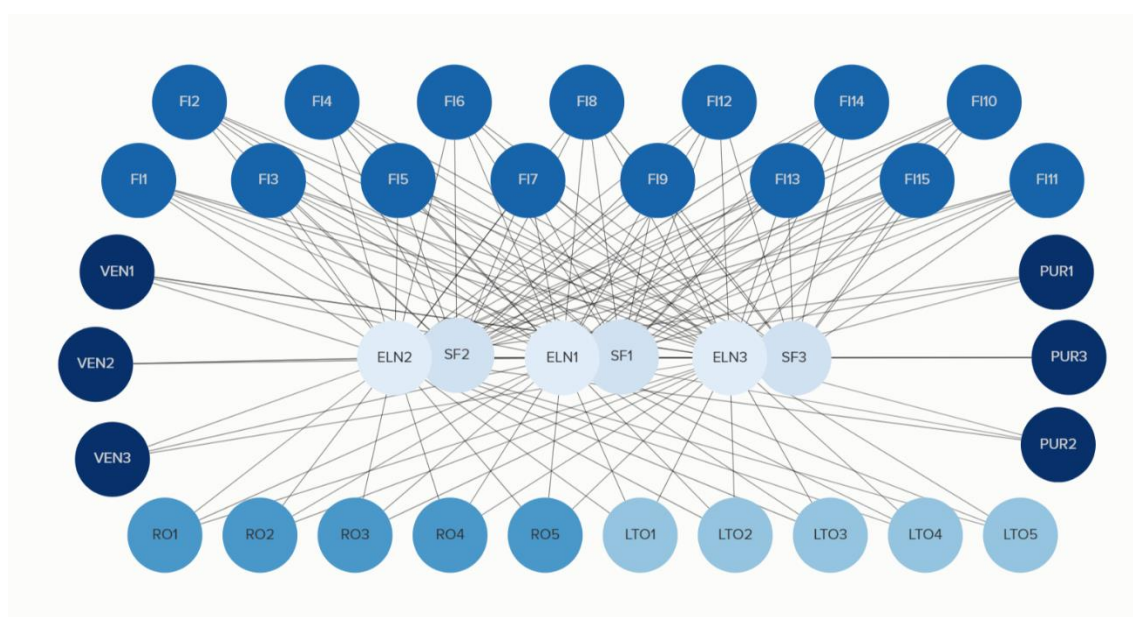 FI2 FI4 FI6 FI8 FI12 FI14 FI10
FI1 FI3 FI5 FI7 FI9 FI13 FI15 FI11
VEN1 PUR1
ELN2 SF2 ELN1 SF1 ELN3 SF3
VEN2 PUR3
VEN3 PUR2
RO1 RO2 RO3 RO4 RO5 LTO1 LTO2 LTO3 LTO4 LTO5